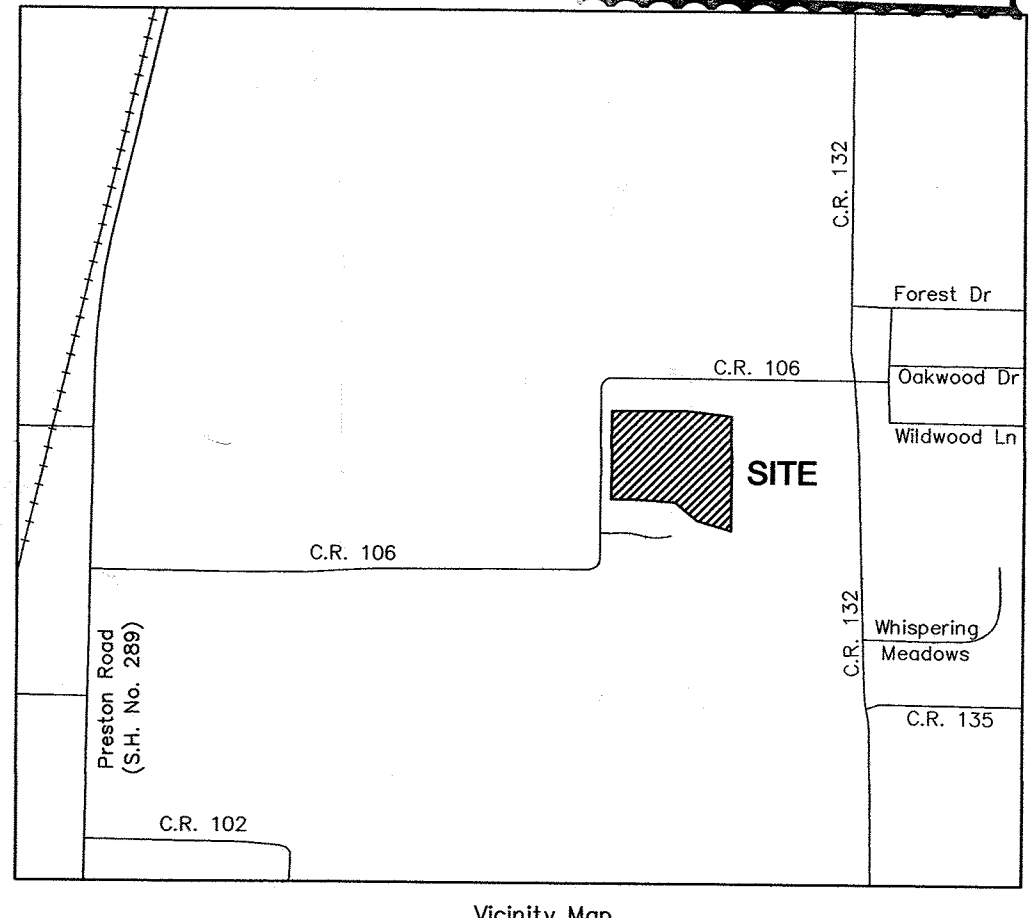 C.R. 132
Forest Dr
C.R. 106
Oakwood Dr
Wildwood Ln
SITE
C.R. 106
C.R. 132
Whispering
Meadows
Preston Road
(S.H. No. 289)
C.R. 135
C.R. 102
Vicinity Map